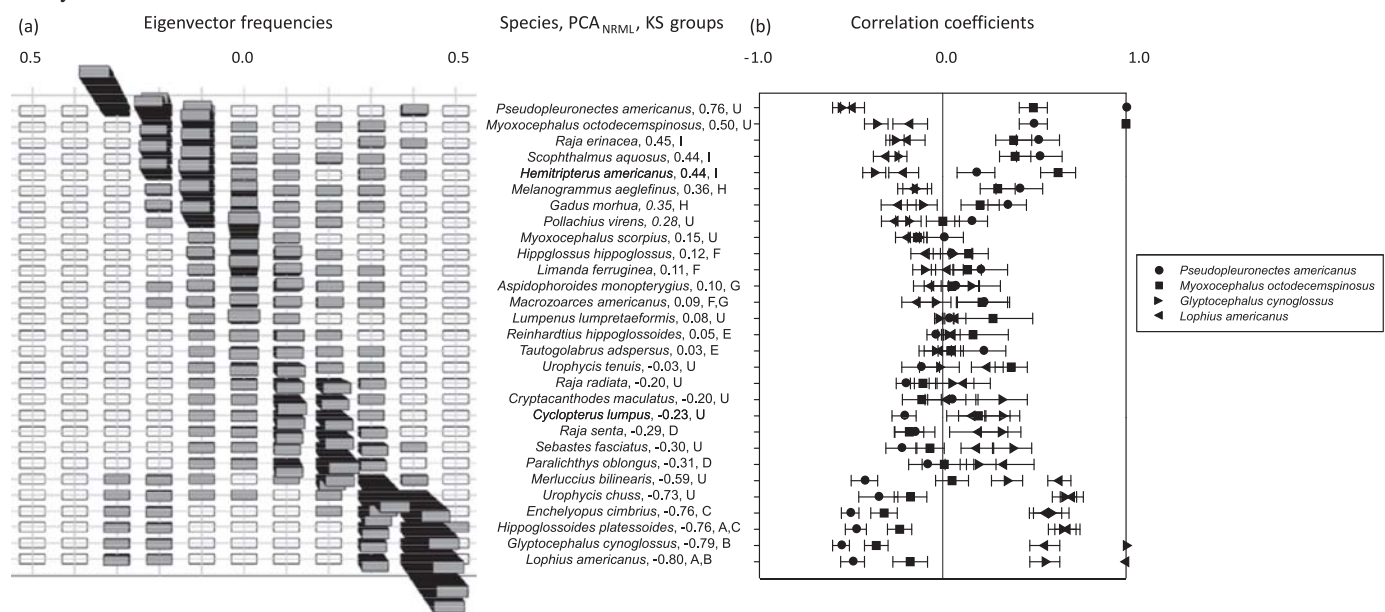 (a) Eigenvector frequencies Species, PCA_NRML, KS groups (b) Correlation coefficients
0.5 0.0 0.5 -1.0 0.0 1.0
Pseudopleuronectes americanus, 0.76, U
Myoxocephalus octodecemspinosus, 0.50, U
Raja erinacea, 0.45, I
Scophthalmus aquosus, 0.44, I
Hemitripterus americanus, 0.44, I
Melanogrammus aeglefinus, 0.36, H
Gadus morhua, 0.35, H
Pollachius virens, 0.28, U
Myoxocephalus scorpius, 0.15, U
Hippglossus hippoglossus, 0.12, F
Limanda ferruginea, 0.11, F
Aspidophoroides monopterygius, 0.10, G
Macrozoarces americanus, 0.09, F,G
Lumpenus lumpretaeformis, 0.08, U
Reinhardtius hippoglossoides, 0.05, E
Tautogolabrus adspersus, 0.03, E
Urophycis tenuis, -0.03, U
Raja radiata, -0.20, U
Cryptacanthodes maculatus, -0.20, U
Cyclopterus lumpus, -0.23, U
Raja senta, -0.29, D
Sebastes fasciatus, -0.30, U
Paralichthys oblongus, -0.31, D
Merluccius bilinearis, -0.59, U
Urophycis chuss, -0.73, U
Enchelyopus cimbrius, -0.76, C
Hippoglossoides platessoides, -0.76, A,C
Glyptocephalus cynoglossus, -0.79, B
Lophius americanus, -0.80, A,B
Pseudopleuronectes americanus
Myoxocephalus octodecemspinosus
Glyptocephalus cynoglossus
Lophius americanus